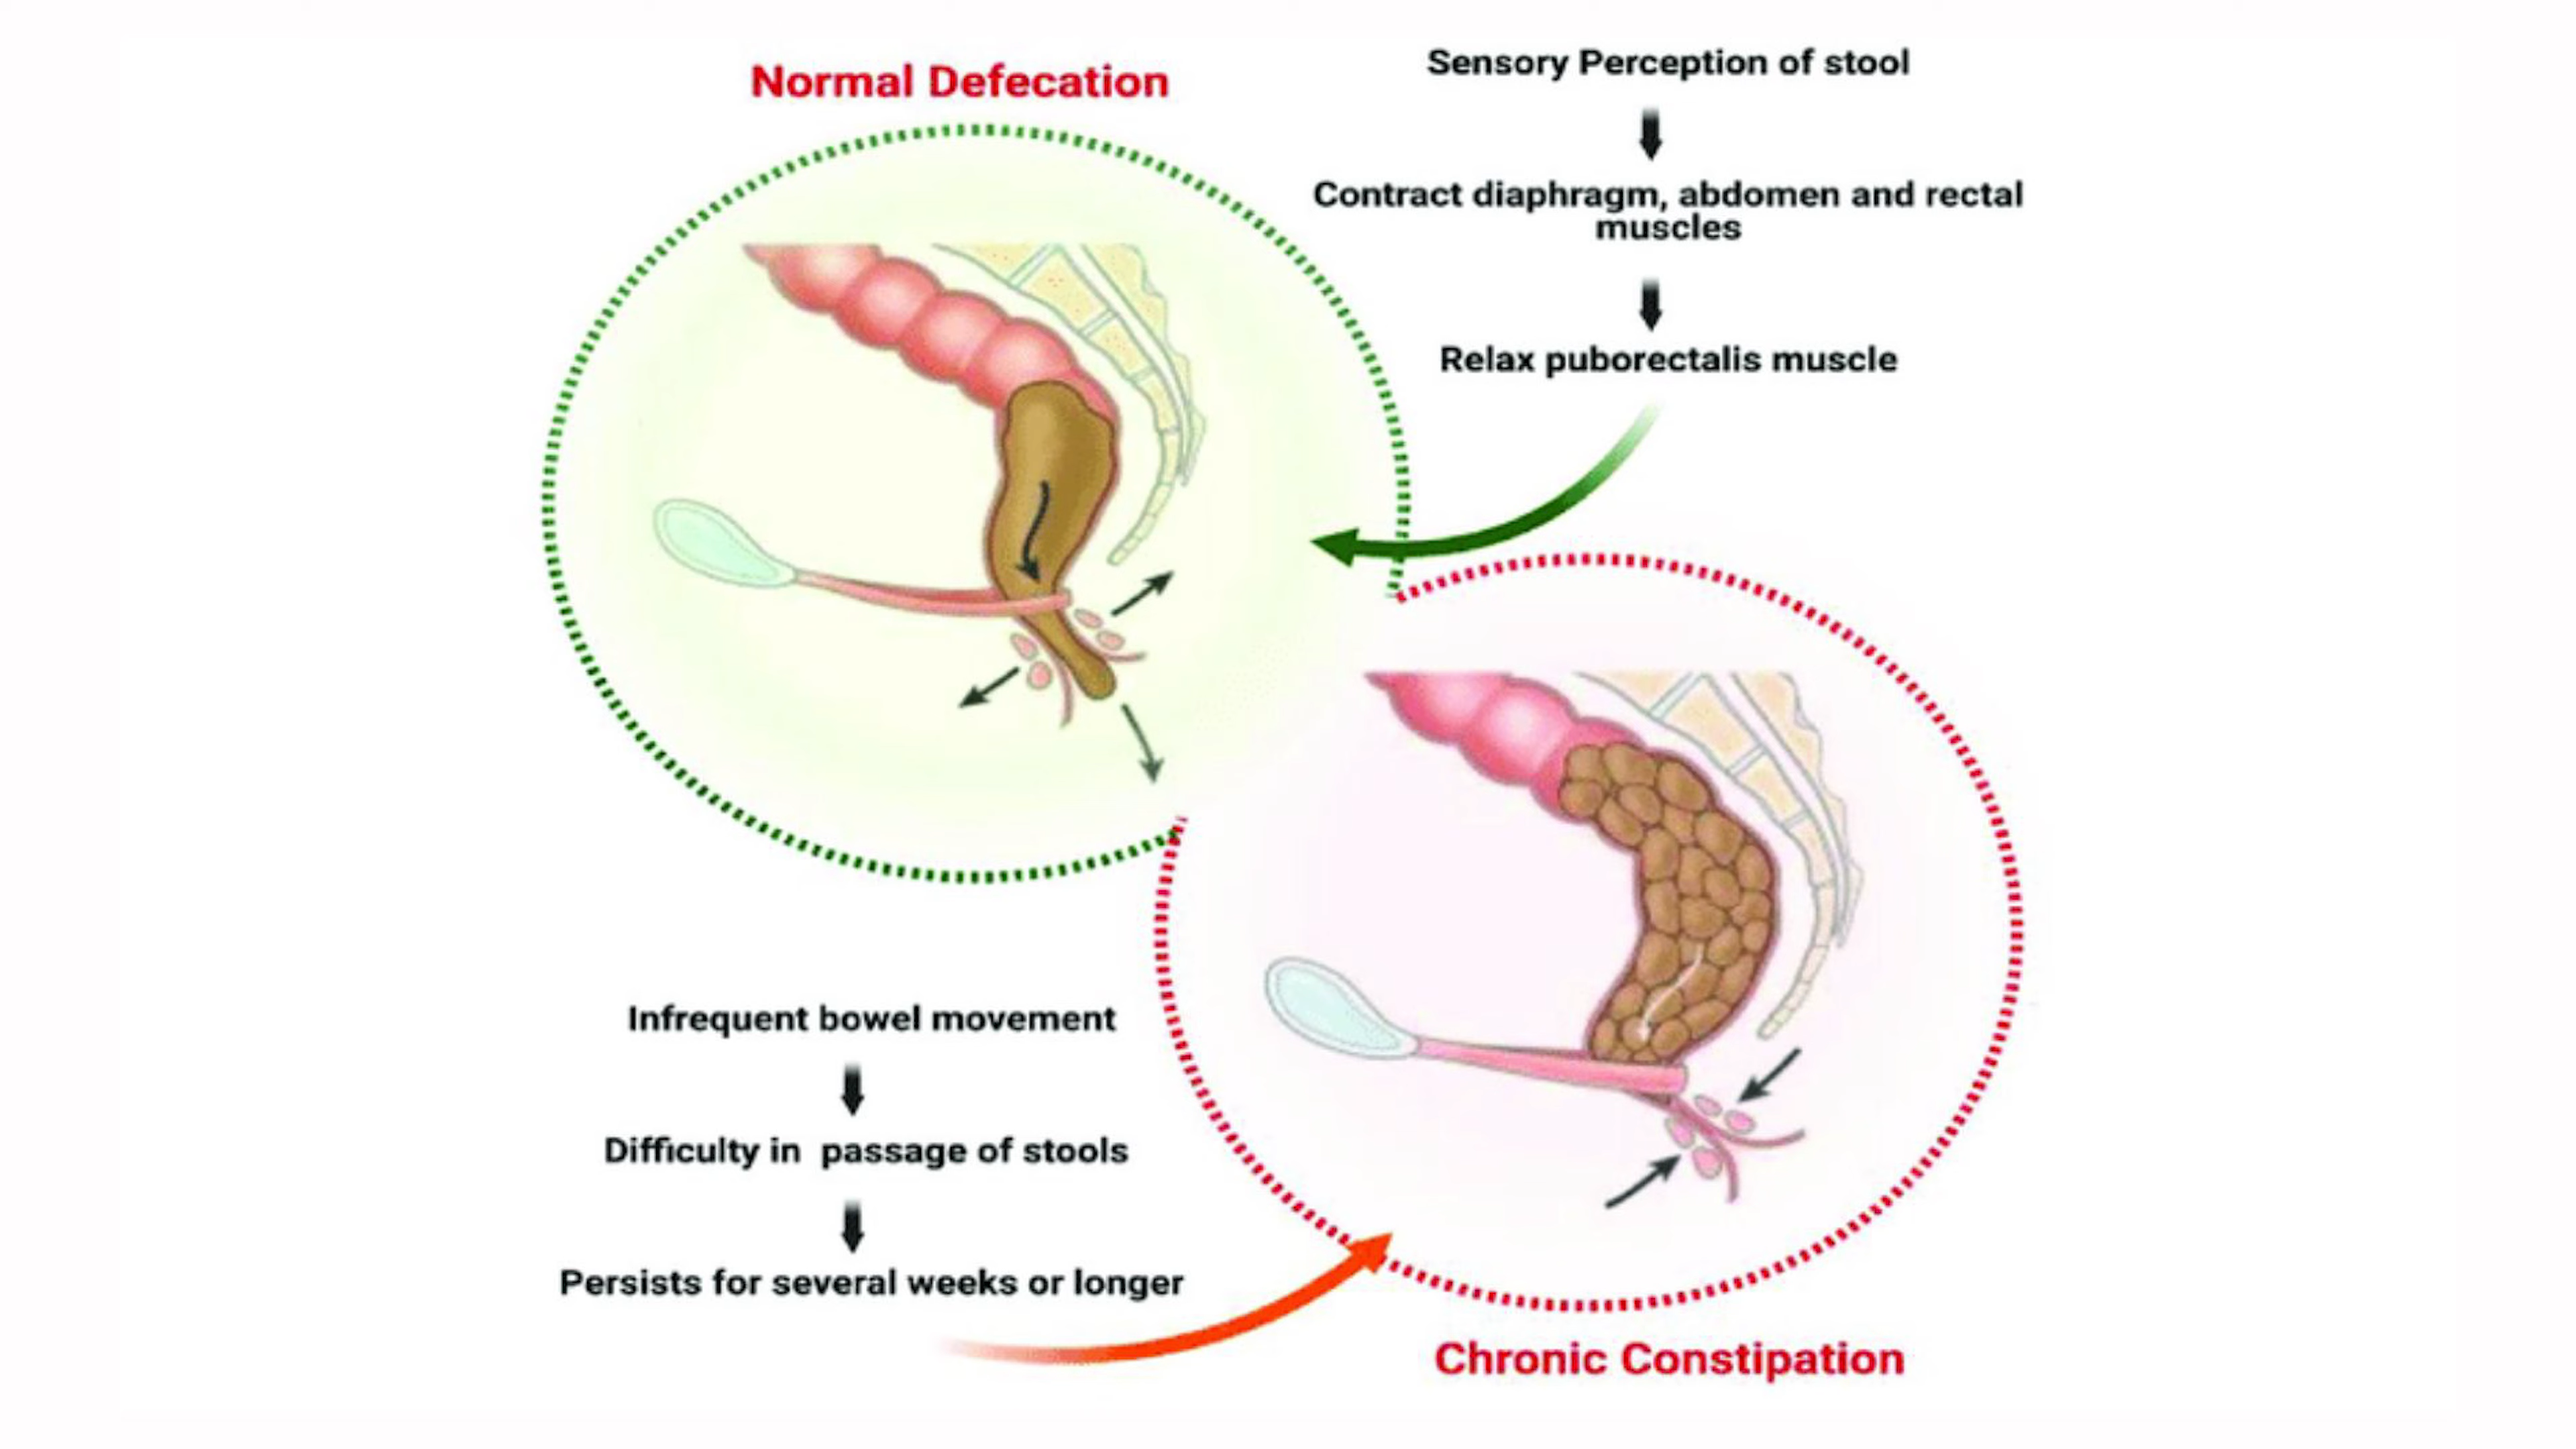 Normal Defecation
Sensory Perception of stool
Contract diaphragm, abdomen and rectal
muscles
Relax puborectalis muscle
Infrequent bowel movement
Difficulty in passage of stools
Persists for several weeks or longer
Chronic Constipation